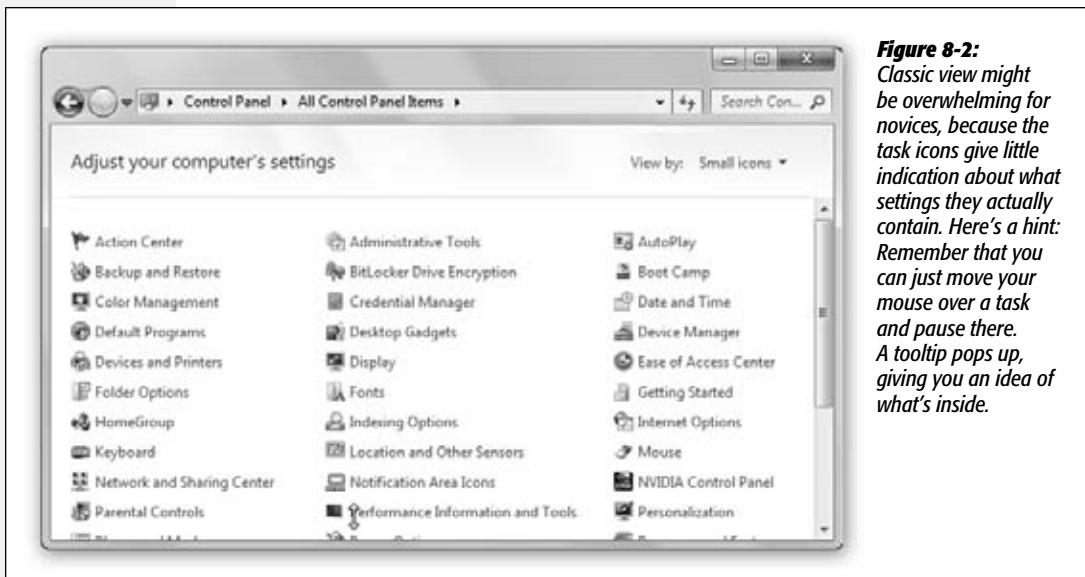 Control Panel ▸ All Control Panel Items ▸
Search Con...
Adjust your computer's settings
View by: Small icons
Action Center
Administrative Tools
AutoPlay
Backup and Restore
BitLocker Drive Encryption
Boot Camp
Color Management
Credential Manager
Date and Time
Default Programs
Desktop Gadgets
Device Manager
Devices and Printers
Display
Ease of Access Center
Folder Options
Fonts
Getting Started
HomeGroup
Indexing Options
Internet Options
Keyboard
Location and Other Sensors
Mouse
Network and Sharing Center
Notification Area Icons
NVIDIA Control Panel
Parental Controls
Performance Information and Tools
Personalization
Figure 8-2:
Classic view might
be overwhelming for
novices, because the
task icons give little
indication about what
settings they actually
contain. Here's a hint:
Remember that you
can just move your
mouse over a task
and pause there.
A tooltip pops up,
giving you an idea of
what's inside.